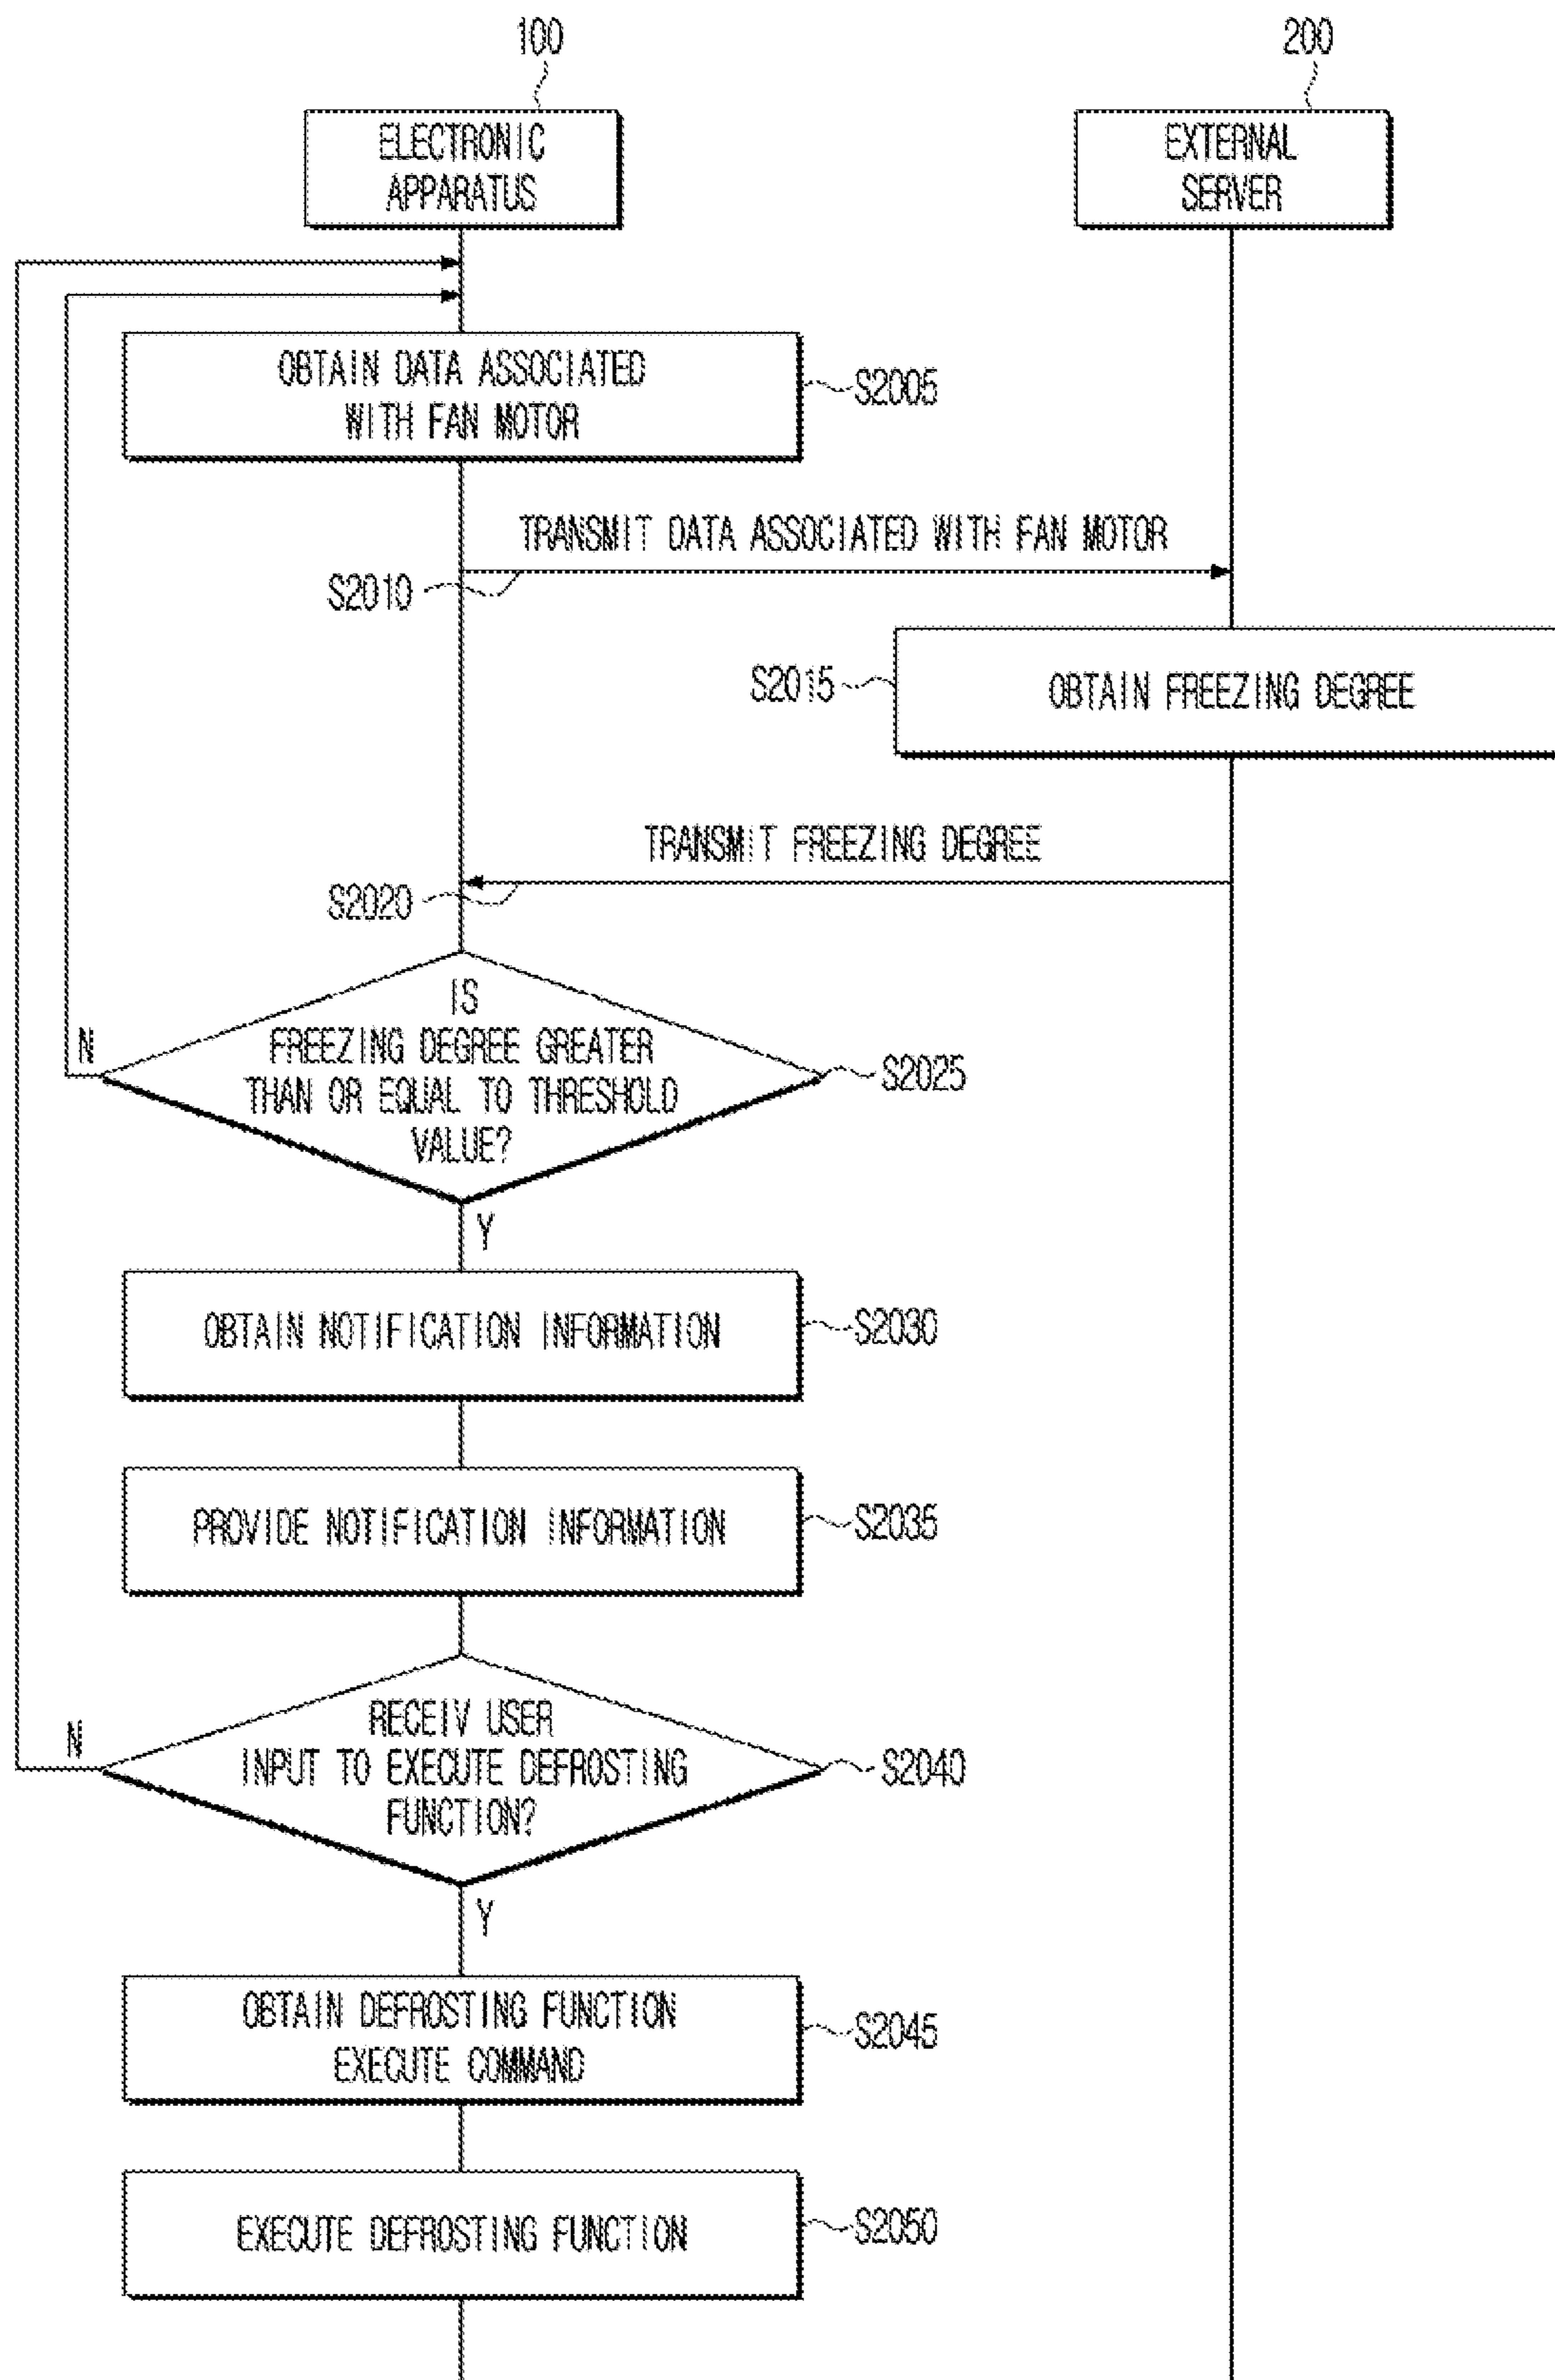 100
200
ELECTRONIC
APPARATUS
EXTERNAL
SERVER
OBTAIN DATA ASSOCIATED
WITH FAN MOTOR
S2005
TRANSMIT DATA ASSOCIATED WITH FAN MOTOR
S2010
S2015
OBTAIN FREEZING DEGREE
TRANSMIT FREEZING DEGREE
S2020
IS
FREEZING DEGREE GREATER
THAN OR EQUAL TO THRESHOLD
VALUE?
N
S2025
Y
OBTAIN NOTIFICATION INFORMATION
S2030
PROVIDE NOTIFICATION INFORMATION
S2035
RECEIV USER
INPUT TO EXECUTE DEFROSTING
FUNCTION?
N
S2040
Y
OBTAIN DEFROSTING FUNCTION
EXECUTE COMMAND
S2045
EXECUTE DEFROSTING FUNCTION
S2050